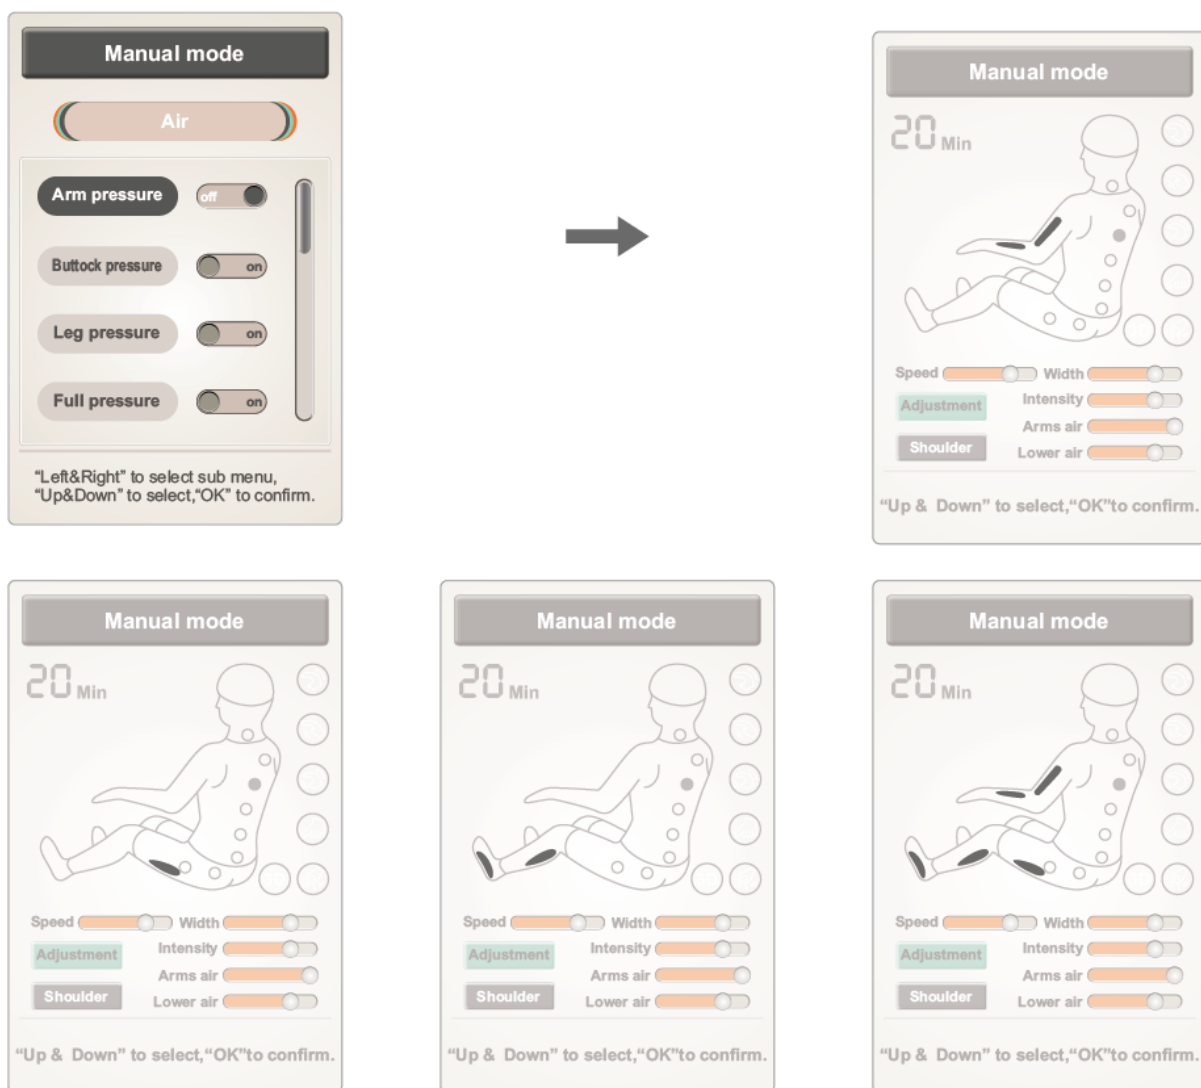 Manual mode
Air
Arm pressure off
Buttock pressure on
Leg pressure on
Full pressure on
“Left&Right” to select sub menu,
“Up&Down” to select,“OK” to confirm.
Manual mode
20 Min
Speed Width
Adjustment Intensity
Arms air
Shoulder Lower air
“Up & Down” to select,“OK”to confirm.
Manual mode
20 Min
Speed Width
Adjustment Intensity
Arms air
Shoulder Lower air
“Up & Down” to select,“OK”to confirm.
Manual mode
20 Min
Speed Width
Adjustment Intensity
Arms air
Shoulder Lower air
“Up & Down” to select,“OK”to confirm.
Manual mode
20 Min
Speed Width
Adjustment Intensity
Arms air
Shoulder Lower air
“Up & Down” to select,“OK”to confirm.